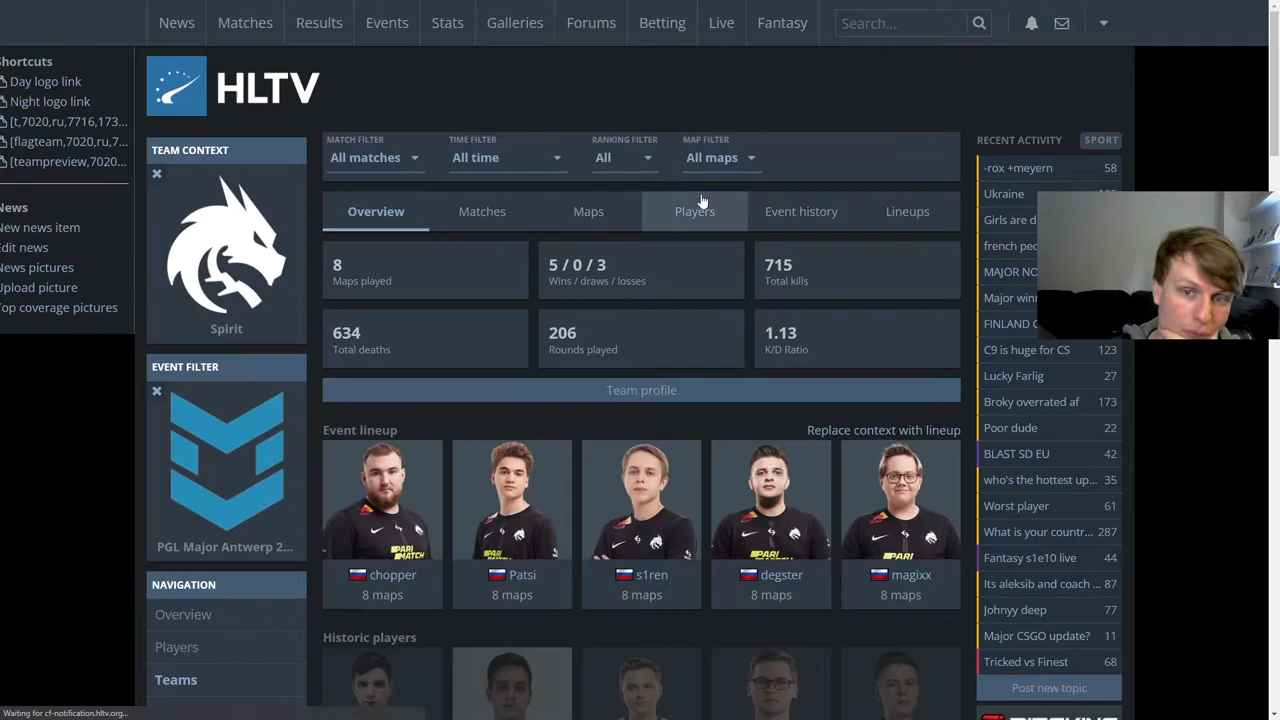 News
Matches
Results
Events
Stats
Galleries
Forums
Betting
Live
Fantasy
Search...
Shortcuts
Day logo link
Night logo link
[t,7020,ru,7716,173...
[flagteam,7020,ru,7...
[teampreview,7020...
News
New news item
Edit news
News pictures
Upload picture
Top coverage pictures
HLTV
TEAM CONTEXT
Spirit
EVENT FILTER
PGL Major Antwerp 2...
NAVIGATION
Overview
Players
Teams
MATCH FILTER
All matches
TIME FILTER
All time
RANKING FILTER
All
MAP FILTER
All maps
Overview
Matches
Maps
Players
Event history
Lineups
8
Maps played
5 / 0 / 3
Wins / draws / losses
715
Total kills
634
Total deaths
206
Rounds played
1.13
K/D Ratio
Team profile
Event lineup
Replace context with lineup
chopper
8 maps
Patsi
8 maps
s1ren
8 maps
degster
8 maps
magixx
8 maps
Historic players
RECENT ACTIVITY
SPORT
-rox +meyern 58
Ukraine
Girls are d
french peo
MAJOR NO
Major winn
FINLAND
C9 is huge for CS 123
Lucky Farlig 27
Broky overrated af 173
Poor dude 22
BLAST SD EU 42
who's the hottest up... 35
Worst player 61
What is your countr... 287
Fantasy s1e10 live 44
Its aleksib and coach ... 87
Johnyy deep 77
Major CSGO update? 11
Tricked vs Finest 68
Post new topic
Waiting for cf-notification.hltv.org...